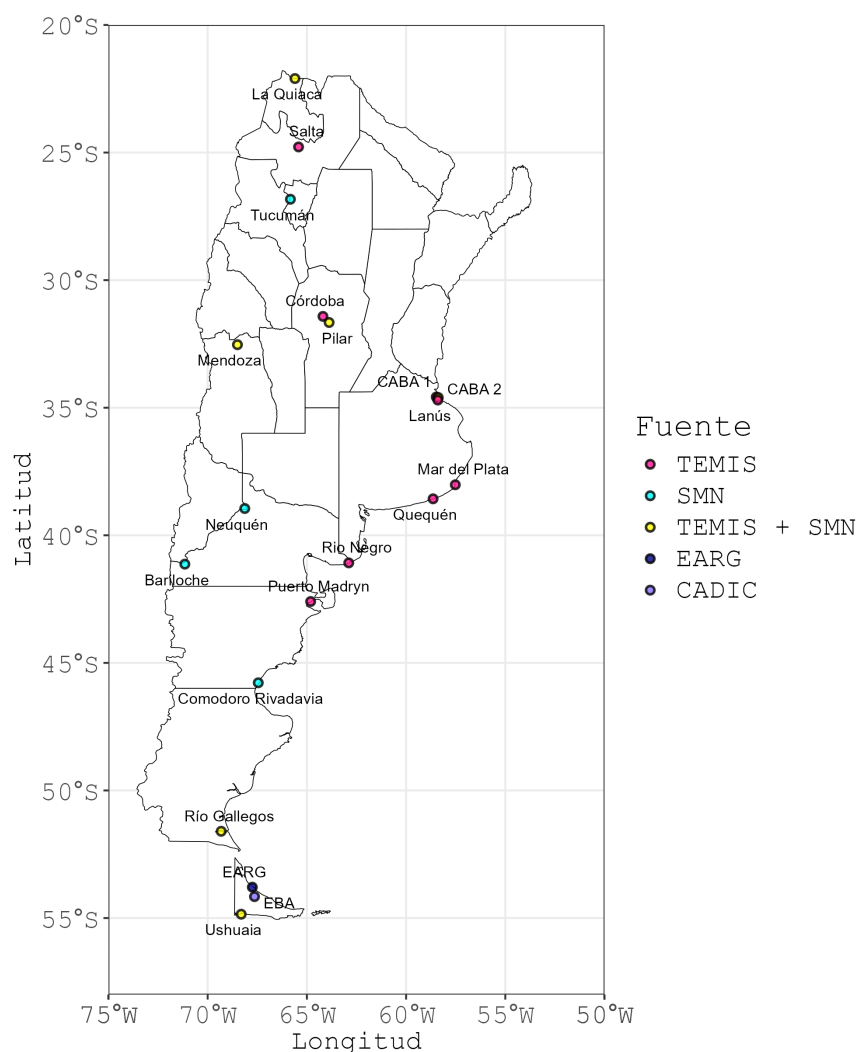 20°S
La Quiaca
Salta
25°S
Tucumán
30°S
Córdoba
Pilar
Mendoza
CABA 1
CABA 2
35°S
Lanús
Mar del Plata
Quequén
Neuquén
40°S
Rio Negro
Bariloche
Puerto Madryn
45°S
Comodoro Rivadavia
50°S
Río Gallegos
EARG
EBA
55°S
Ushuaia
75°W 70°W 65°W 60°W 55°W 50°W
Longitud
Latitud
Fuente
TEMIS
SMN
TEMIS + SMN
EARG
CADIC